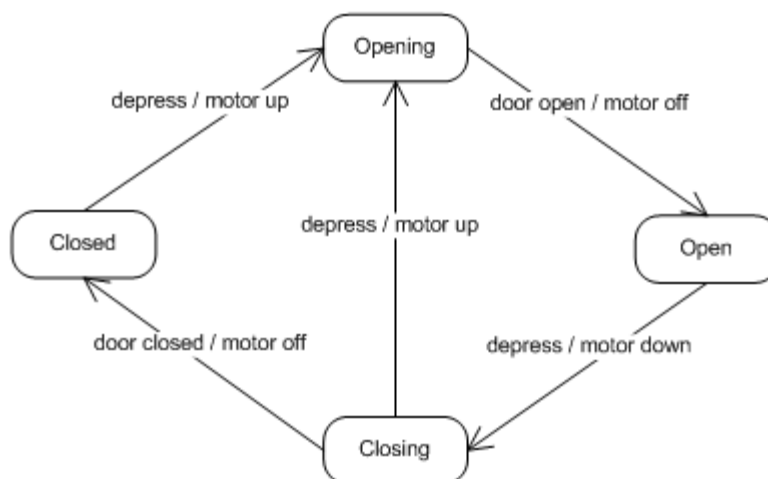 Opening
depress / motor up
door open / motor off
depress / motor up
Closed
Open
door closed / motor off
depress / motor down
Closing